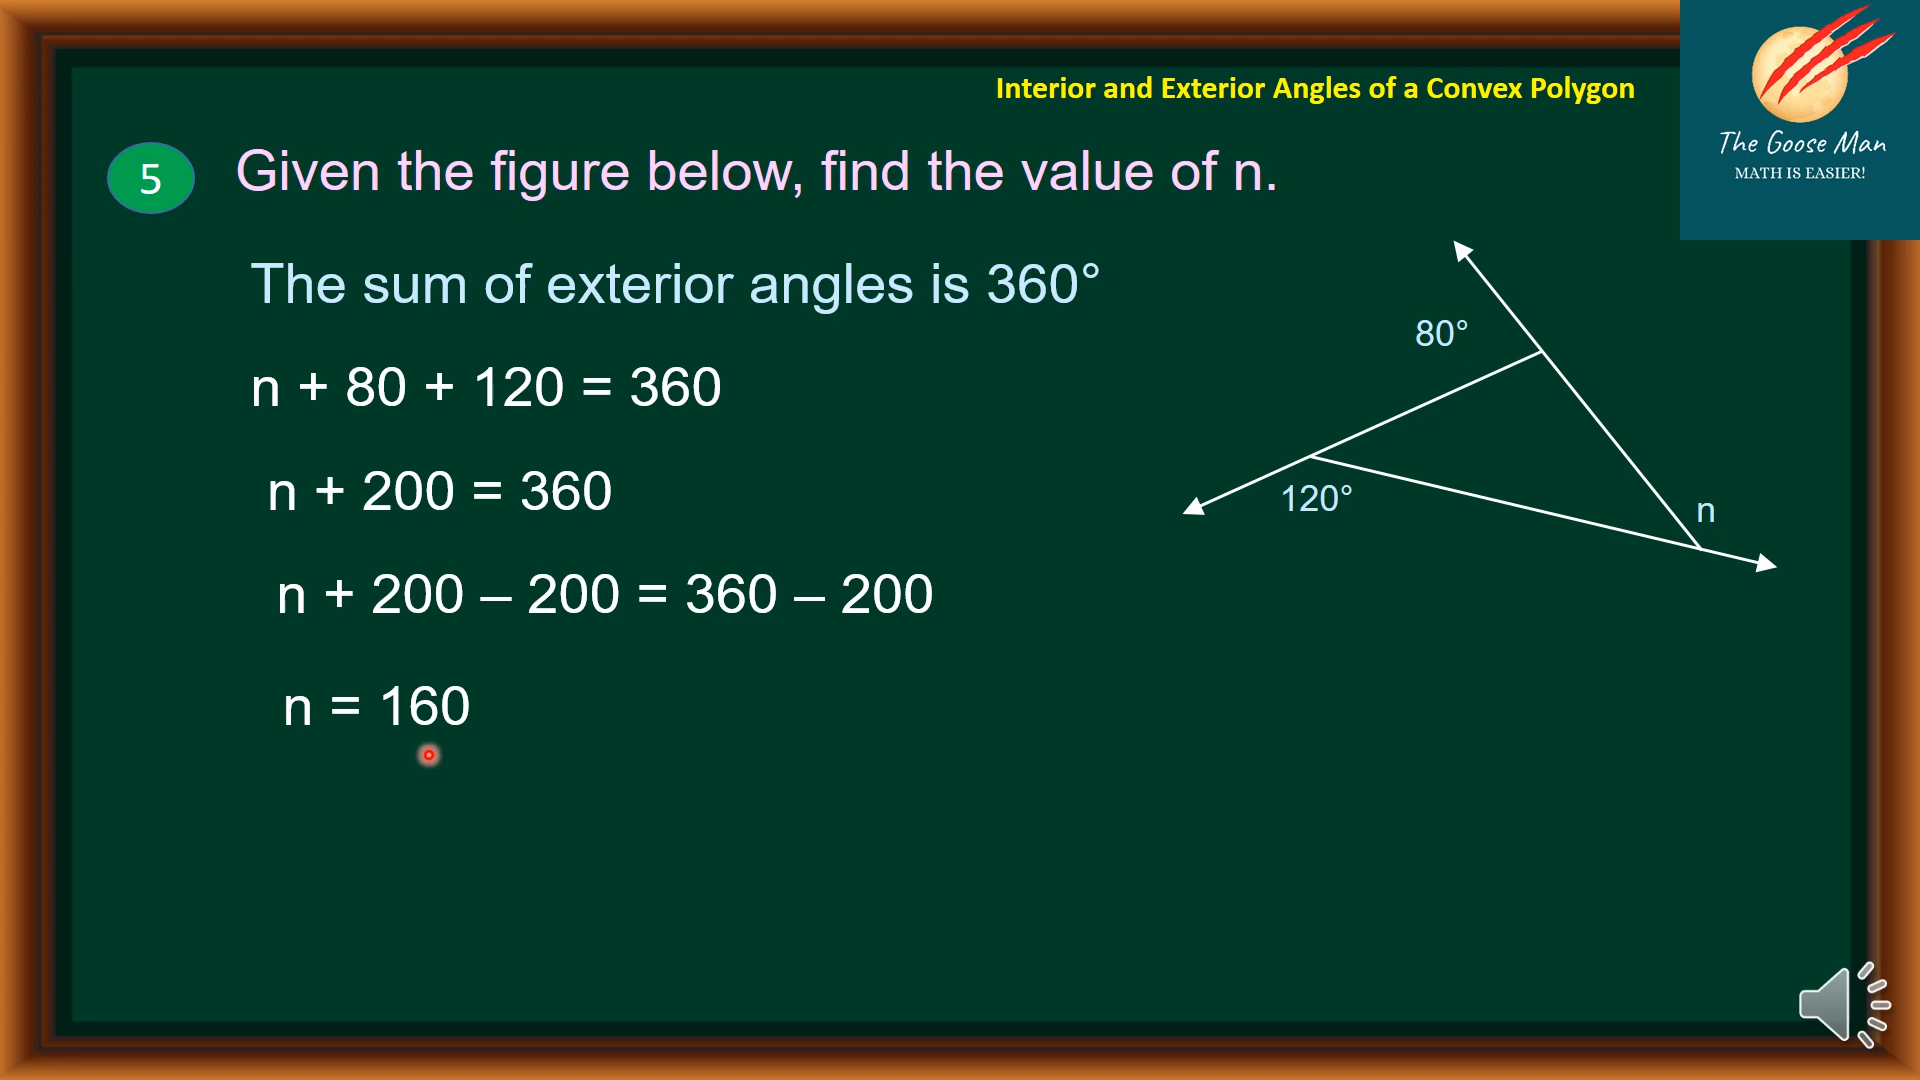 Interior and Exterior Angles of a Convex Polygon
The Goose Man
MATH IS EASIER!
5
Given the figure below, find the value of n.
The sum of exterior angles is 360°
n + 80 + 120 = 360
n + 200 = 360
n + 200 – 200 = 360 – 200
n = 160
80°
120°
n